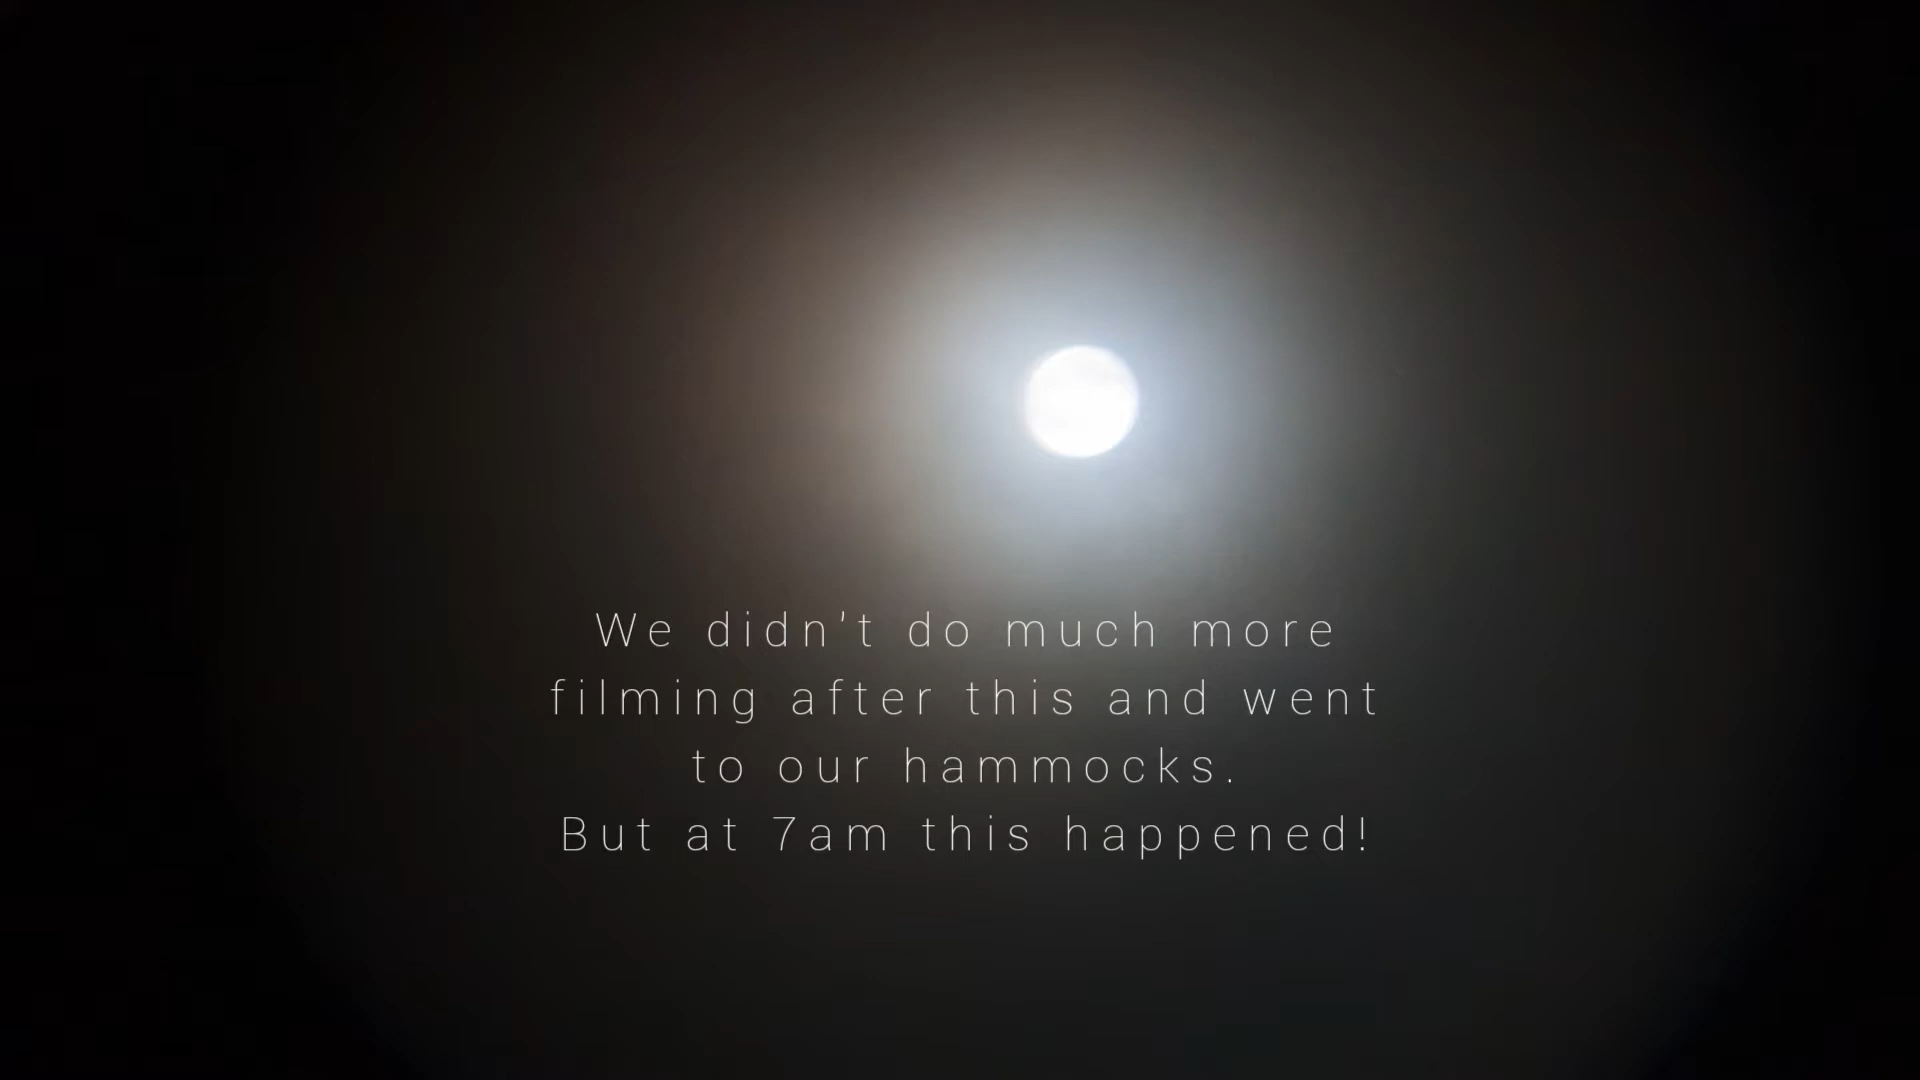 We didn't do much more
filming after this and went
to our hammocks.
But at 7am this happened!